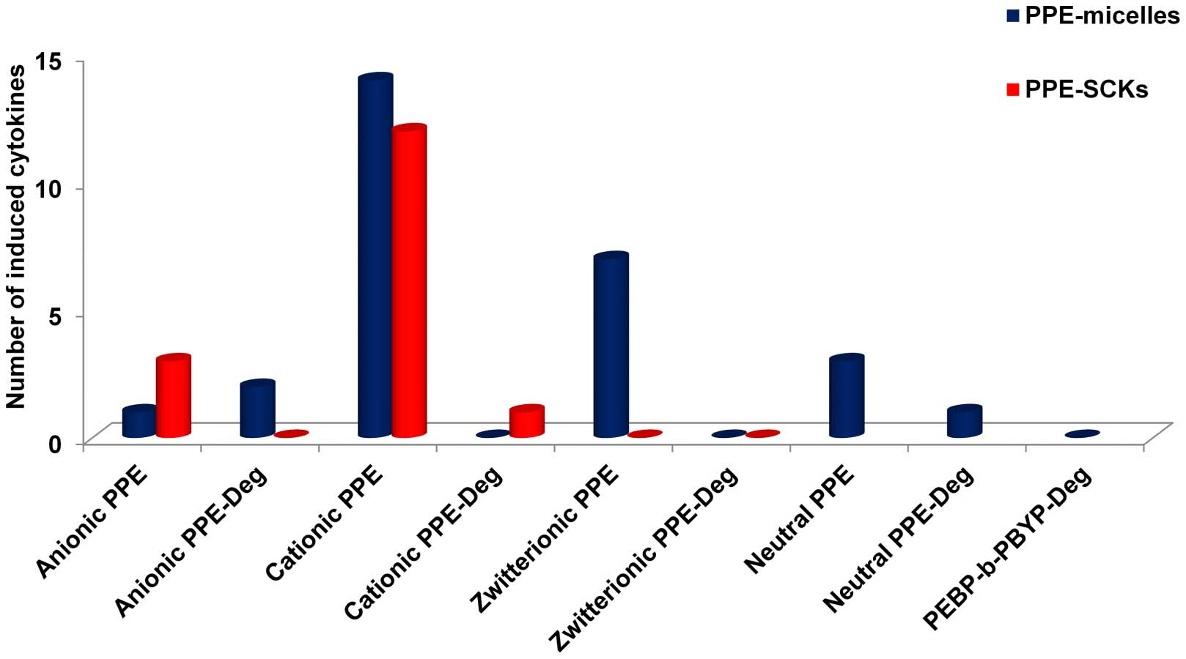 PPE-micelles
PPE-SCKs
Number of induced cytokines
15
10
5
0
Anionic PPE
Anionic PPE-Deg
Cationic PPE
Cationic PPE-Deg
Zwitterionic PPE
Zwitterionic PPE-Deg
Neutral PPE
Neutral PPE-Deg
PEBP-b-PBYP-Deg